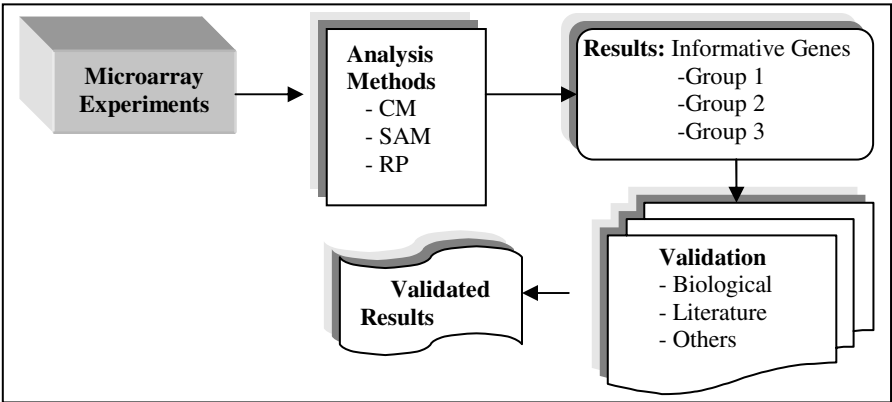 Microarray
Experiments
Analysis
Methods
- CM
- SAM
- RP
Results: Informative Genes
-Group 1
-Group 2
-Group 3
Validation
- Biological
- Literature
- Others
Validated
Results